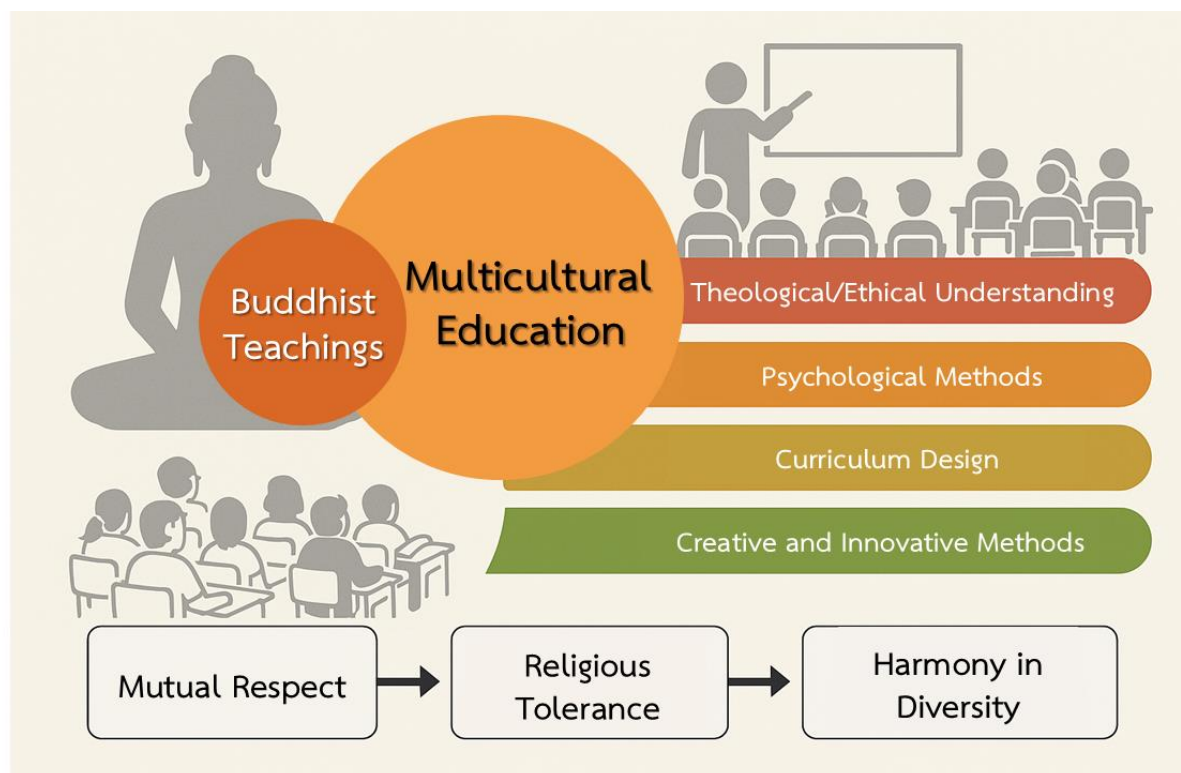 Buddhist
Teachings
Multicultural
Education
Theological/Ethical Understanding
Psychological Methods
Curriculum Design
Creative and Innovative Methods
Mutual Respect
Religious
Tolerance
Harmony in
Diversity